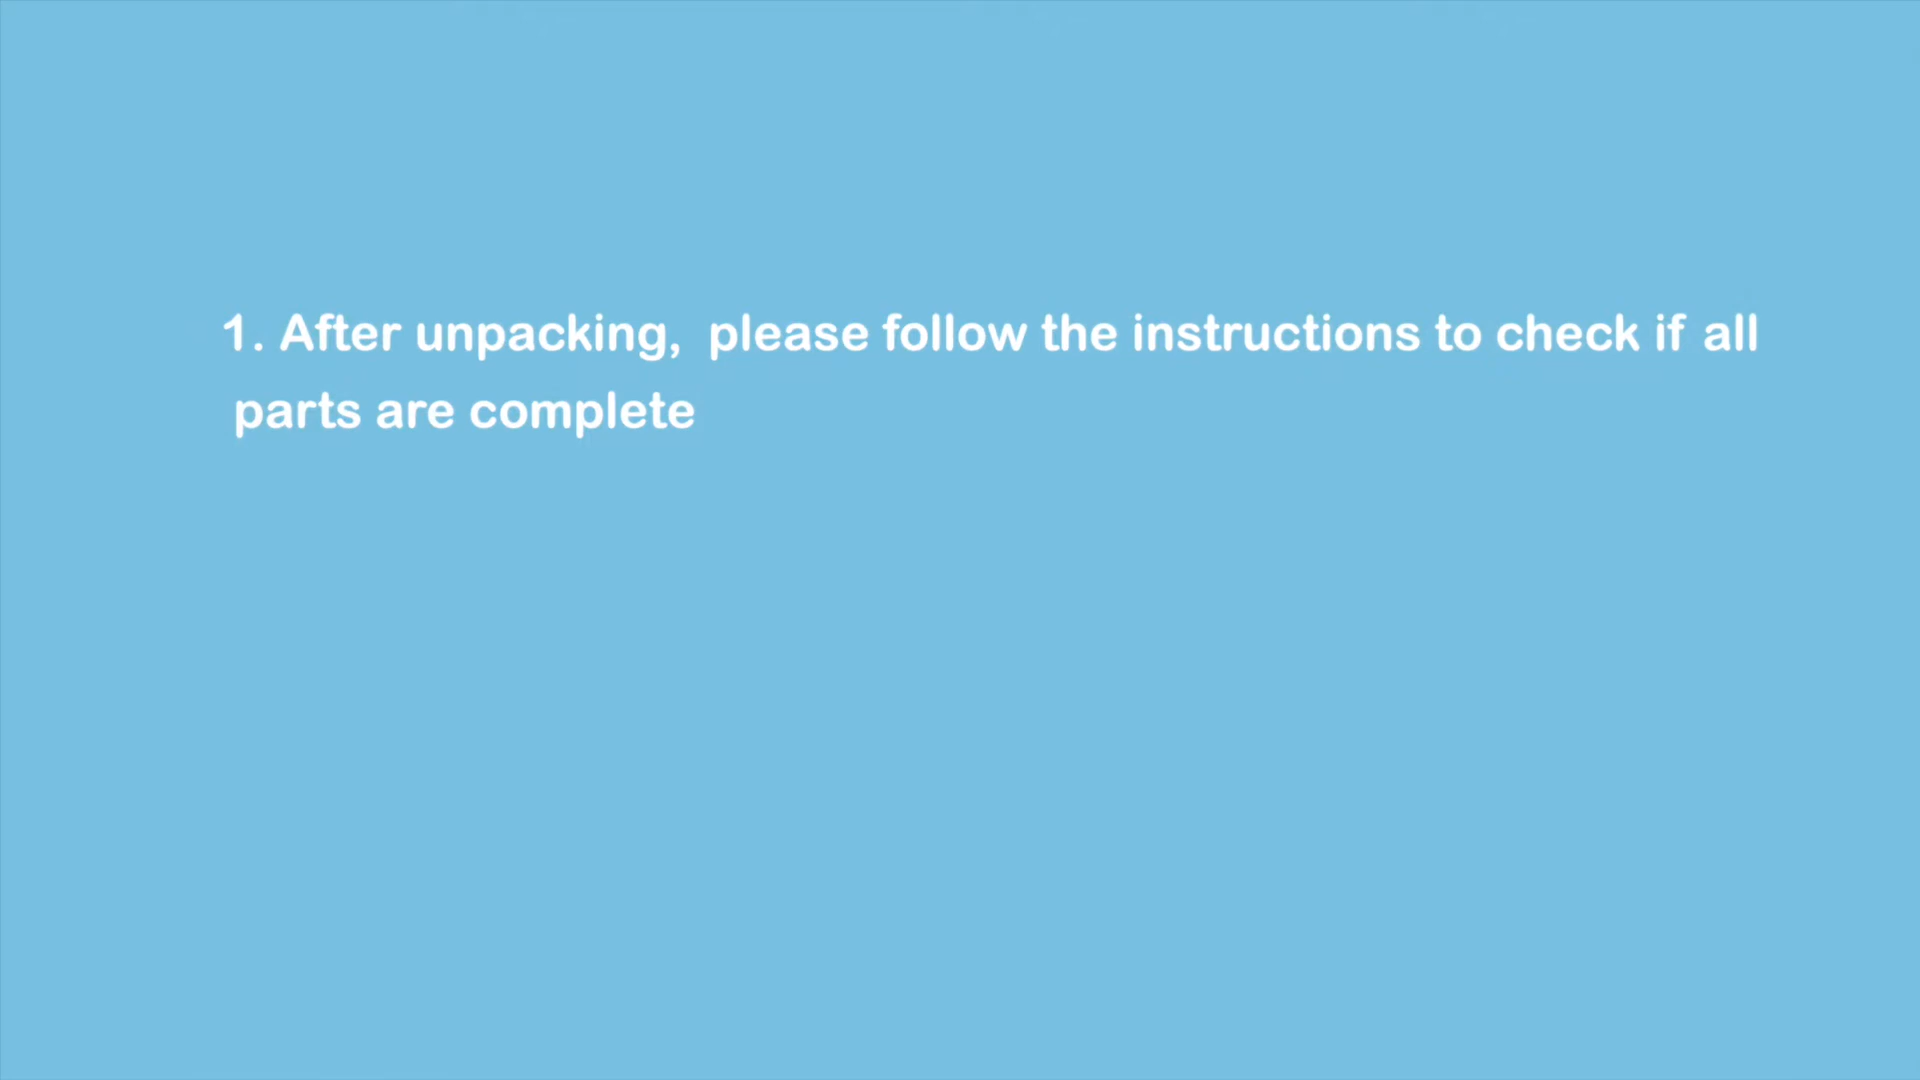 1. After unpacking, please follow the instructions to check if all
parts are complete